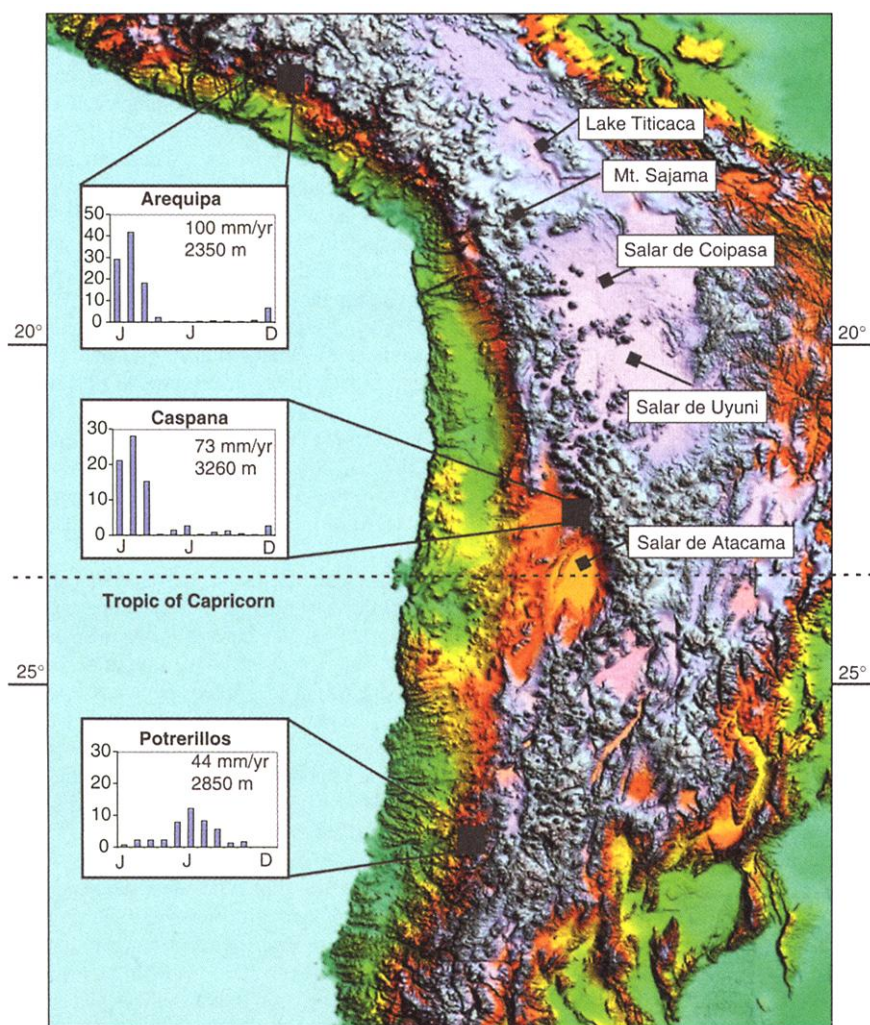 Lake Titicaca
Mt. Sajama
Arequipa
50
40
30
20
10
0
100 mm/yr
2350 m
J J D
Salar de Coipasa
20°
20°
Salar de Uyuni
Caspana
30
20
10
0
73 mm/yr
3260 m
J J D
Salar de Atacama
Tropic of Capricorn
25°
25°
Potrerillos
30
20
10
0
44 mm/yr
2850 m
J J D